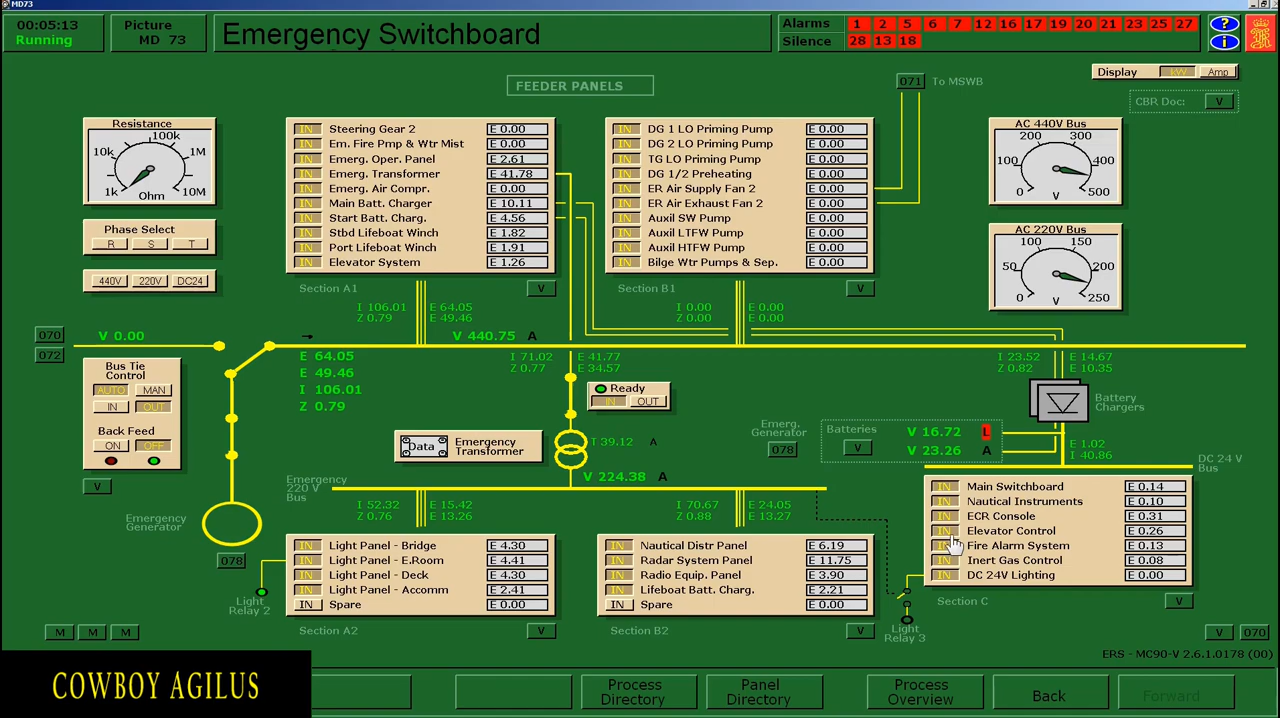 MD73
00:05:13
Running
Picture
MD 73
Emergency Switchboard
Alarms 1 2 5 6 7 12 16 17 19 20 21 23 25 27
Silence 28 13 18
? i
FEEDER PANELS
071 To MSWB
Display kW Amp
CBR Doc: V
Resistance
10k 100k 1M
1k 10M
Ohm
Phase Select
R S T
440V 220V DC24
IN Steering Gear 2 E 0.00
IN Em. Fire Pmp & Wtr Mist E 0.00
IN Emerg. Oper. Panel E 2.61
IN Emerg. Transformer E 41.78
IN Emerg. Air Compr. E 0.00
IN Main Batt. Charger E 10.11
IN Start Batt. Charg. E 4.56
IN Stbd Lifeboat Winch E 1.82
IN Port Lifeboat Winch E 1.91
IN Elevator System E 1.26
Section A1 V
IN DG 1 LO Priming Pump E 0.00
IN DG 2 LO Priming Pump E 0.00
IN TG LO Priming Pump E 0.00
IN DG 1/2 Preheating E 0.00
IN ER Air Supply Fan 2 E 0.00
IN ER Air Exhaust Fan 2 E 0.00
IN Auxil SW Pump E 0.00
IN Auxil LTFW Pump E 0.00
IN Auxil HTFW Pump E 0.00
IN Bilge Wtr Pumps & Sep. E 0.00
Section B1 V
AC 440V Bus
200 300
100 400
0 500
V
AC 220V Bus
100 150
50 200
0 250
V
I 106.01 E 64.05
Z 0.79 E 49.46
I 0.00 E 0.00
Z 0.00 E 0.00
070
072
V 0.00
V 440.75 A
E 64.05
E 49.46
I 106.01
Z 0.79
I 71.02 E 41.77
Z 0.77 E 34.57
I 23.52 E 14.67
Z 0.82 E 10.35
Bus Tie
Control
AUTO MAN
IN OUT
Back Feed
ON OFF
V
Ready
IN OUT
Battery
Chargers
Data Emergency
Transformer
T 39.12 A
V 224.38 A
Emerg.
Generator
078
Batteries
V
V 16.72 L
V 23.26 A
E 1.02
I 40.86
DC 24 V
Bus
Emergency
220 V
Bus
I 52.32 E 15.42
Z 0.76 E 13.26
I 70.67 E 24.05
Z 0.88 E 13.27
Emergency
Generator
078
Light
Relay 2
IN Light Panel - Bridge E 4.30
IN Light Panel - E.Room E 4.41
IN Light Panel - Deck E 4.30
IN Light Panel - Accomm E 2.41
IN Spare E 0.00
Section A2 V
IN Nautical Distr Panel E 6.19
IN Radar System Panel E 11.75
IN Radio Equip. Panel E 3.90
IN Lifeboat Batt. Charg. E 2.21
IN Spare E 0.00
Section B2 V
IN Main Switchboard E 0.14
IN Nautical Instruments E 0.10
IN ECR Console E 0.31
IN Elevator Control E 0.26
IN Fire Alarm System E 0.13
IN Inert Gas Control E 0.08
IN DC 24V Lighting E 0.00
Section C V
Light
Relay 3
M M M
V 070
ERS - MC90-V 2.6.1.0178 (00)
COWBOY AGILUS
Process
Directory
Panel
Directory
Process
Overview
Back
Forward